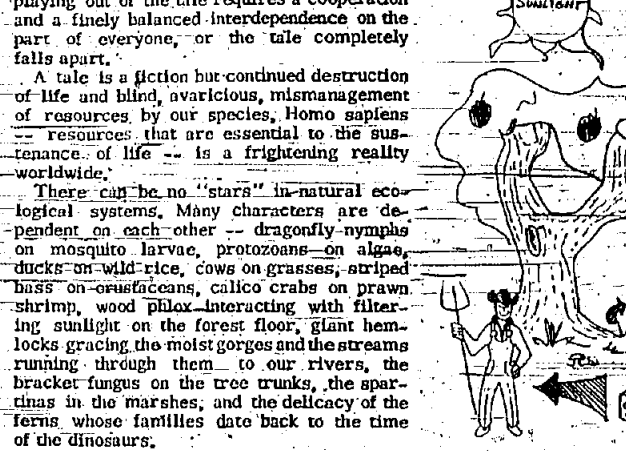 playing out of the tale requires a cooperation
and a finely balanced interdependence on the
part of everyone, or the tale completely
falls apart.
A tale is a fiction but continued destruction
of life and blind, avaricious, mismanagement
of resources, by our species, Homo sapiens
-- resources that are essential to the sus-
tenance of life -- is a frightening reality
worldwide.
There can be no "stars" in natural eco-
logical systems. Many characters are de-
pendent on each other -- dragonfly nymphs
on mosquito larvae, protozoans on algae,
ducks on wild rice, cows on grasses, striped
bass on crustaceans, calico crabs on prawn
shrimp, wood phlox interacting with filter-
ing sunlight on the forest floor, giant hem-
locks gracing the moist gorges and the streams
running through them to our rivers, the
bracket fungus on the tree trunks, the spar-
tinas in the marshes, and the delicacy of the
ferns whose families date back to the time
of the dinosaurs.
SUNLIGHT